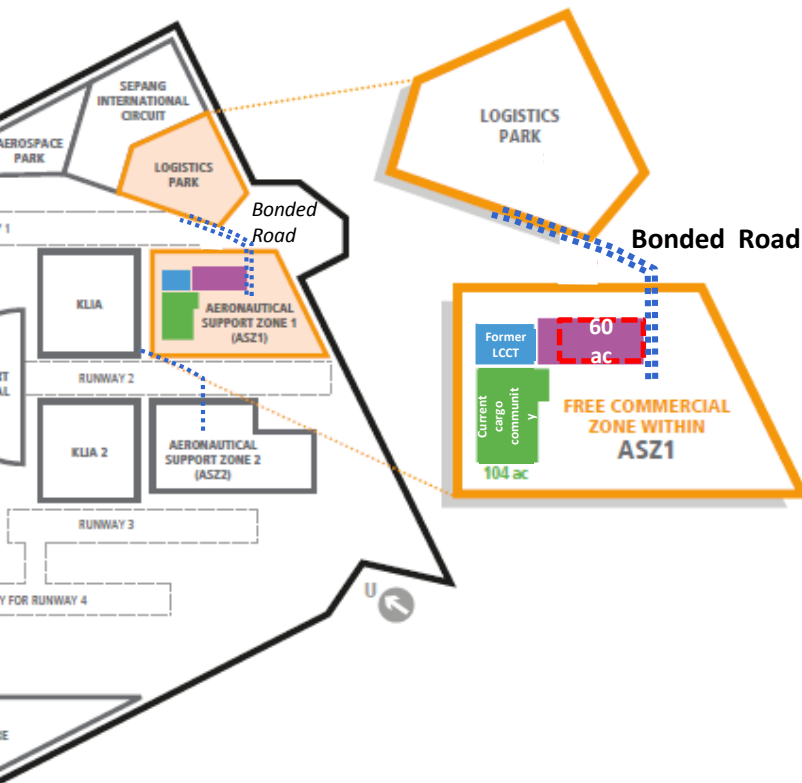 SEPANG
INTERNATIONAL
CIRCUIT
AEROSPACE
PARK
LOGISTICS
PARK
Bonded
Road
KLIA
AERONAUTICAL
SUPPORT ZONE 1
(ASZ1)
RUNWAY 2
KLIA 2
AERONAUTICAL
SUPPORT ZONE 2
(ASZ2)
RUNWAY 3
Y FOR RUNWAY 4
U
LOGISTICS
PARK
Bonded Road
60
ac
Former
LCCT
Current
cargo
communit
y
104 ac
FREE COMMERCIAL
ZONE WITHIN
ASZ1